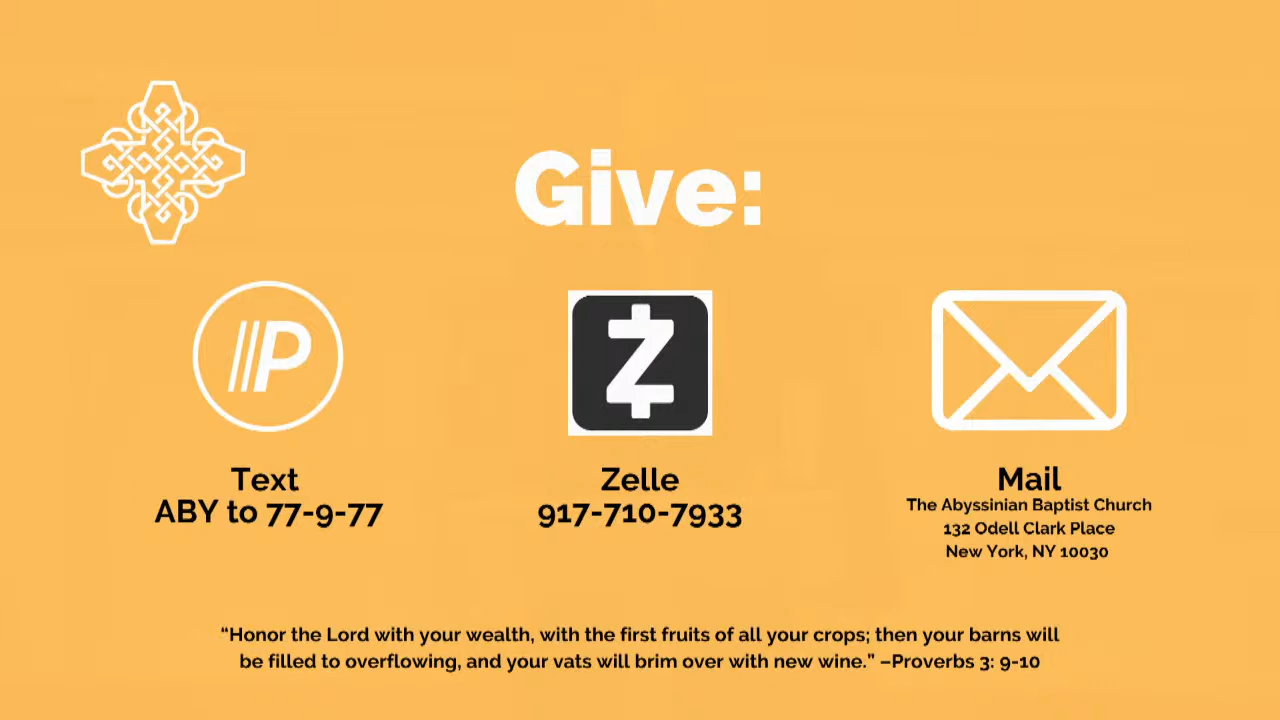 Give:
P
Z
Text
ABY to 77-9-77
Zelle
917-710-7933
Mail
The Abyssinian Baptist Church
132 Odell Clark Place
New York, NY 10030
“Honor the Lord with your wealth, with the first fruits of all your crops; then your barns will
be filled to overflowing, and your vats will brim over with new wine.” –Proverbs 3: 9-10